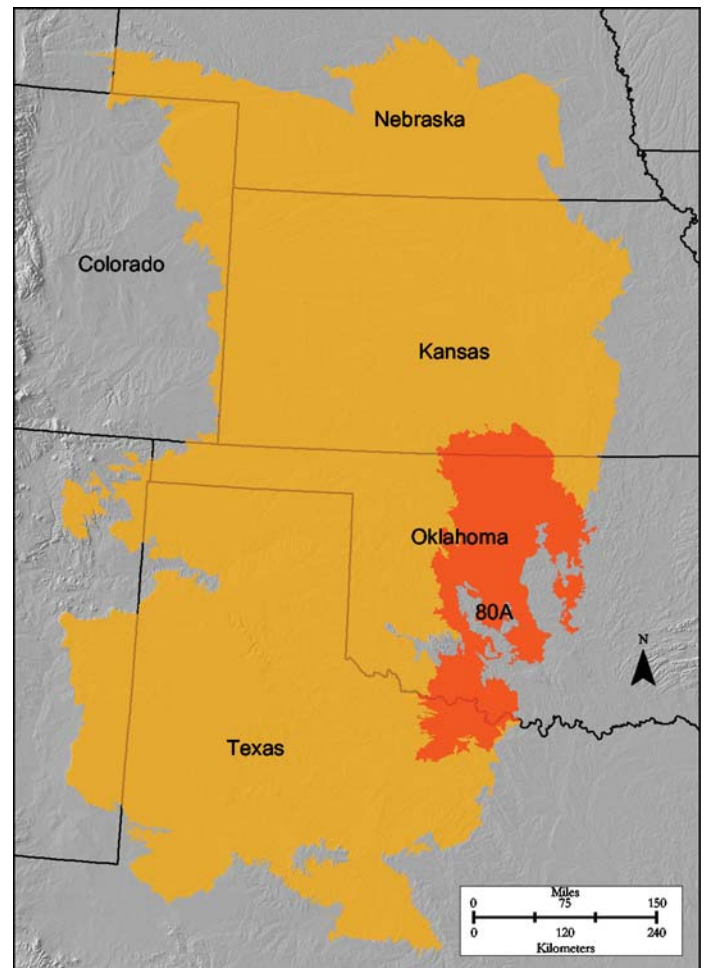 Nebraska
Colorado
Kansas
Oklahoma
80A
N
Texas
Miles
0 75 150
0 120 240
Kilometers